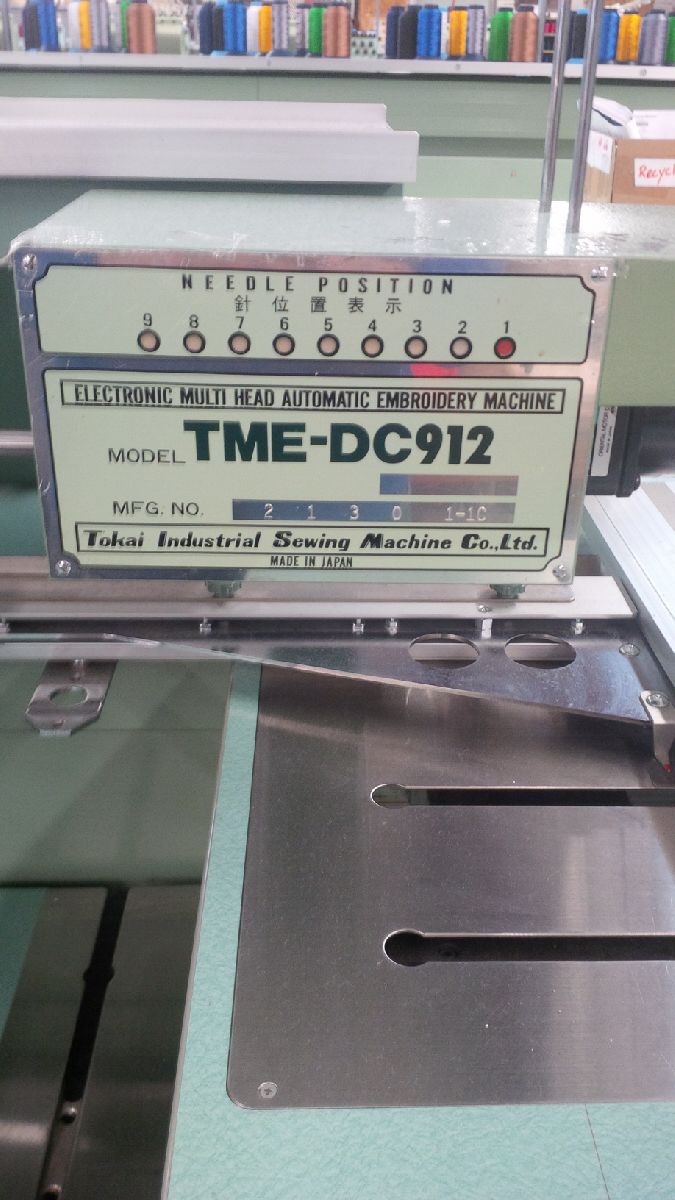 NEEDLE POSITION
針位置表示
9 8 7 6 5 4 3 2 1
ELECTRONIC MULTI HEAD AUTOMATIC EMBROIDERY MACHINE
MODEL TME-DC912
MFG. NO. 2 1 3 0 1-1C
Tokai Industrial Sewing Machine Co.,Ltd.
MADE IN JAPAN